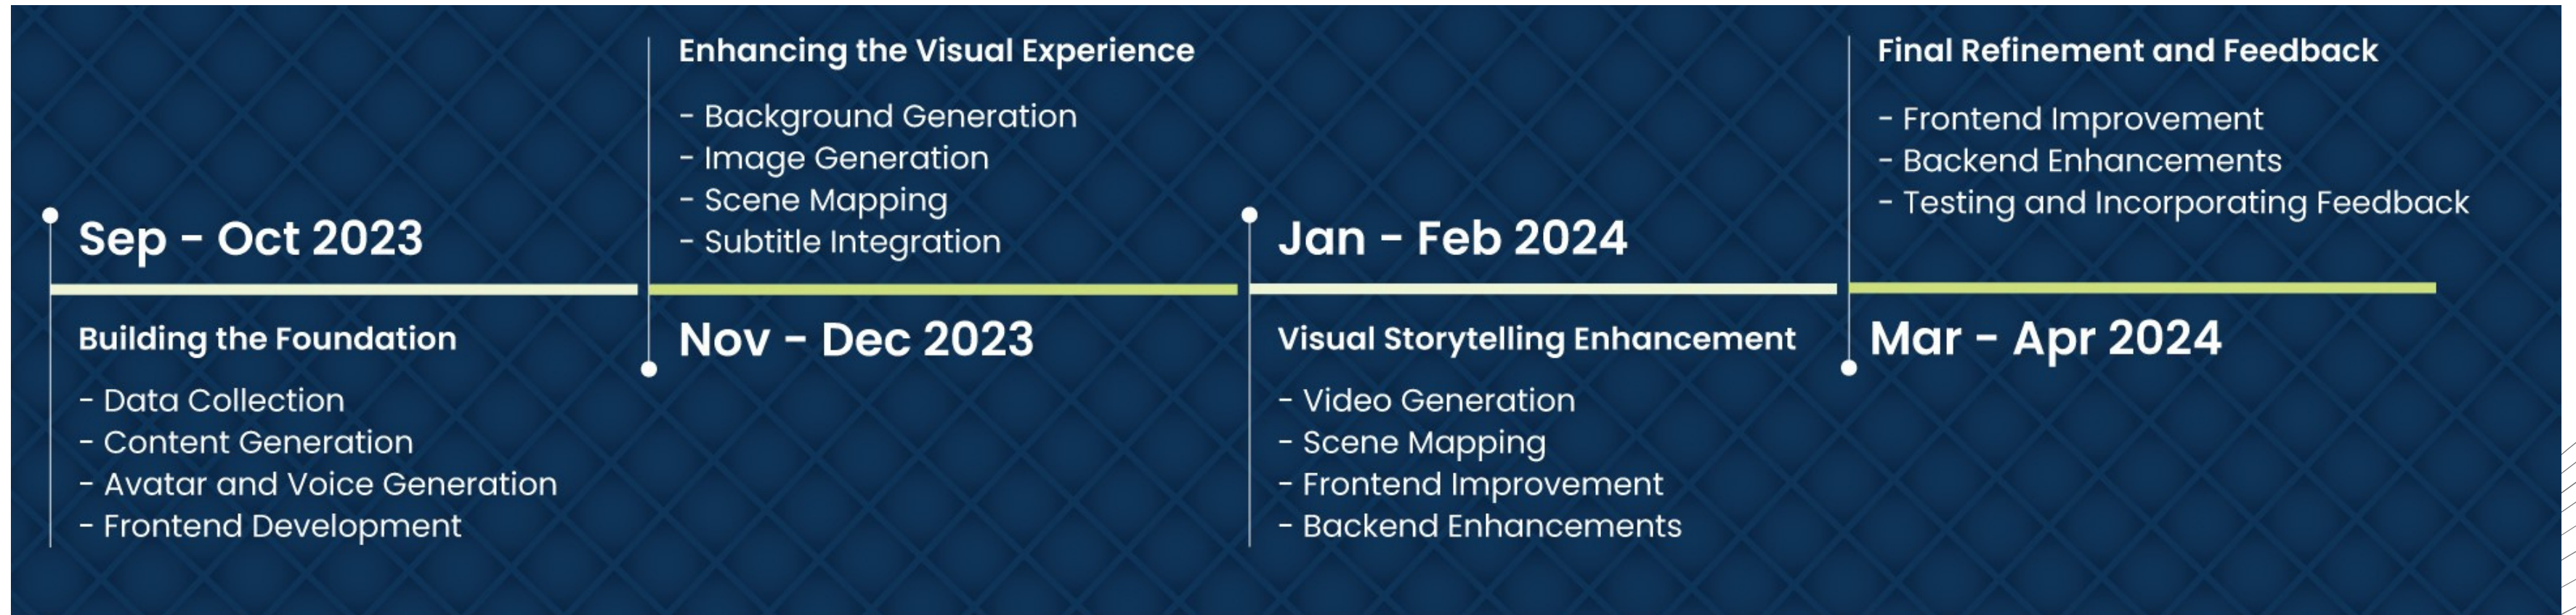 Sep - Oct 2023
Building the Foundation
- Data Collection
- Content Generation
- Avatar and Voice Generation
- Frontend Development
Enhancing the Visual Experience
- Background Generation
- Image Generation
- Scene Mapping
- Subtitle Integration
Nov - Dec 2023
Jan - Feb 2024
Visual Storytelling Enhancement
- Video Generation
- Scene Mapping
- Frontend Improvement
- Backend Enhancements
Final Refinement and Feedback
- Frontend Improvement
- Backend Enhancements
- Testing and Incorporating Feedback
Mar - Apr 2024